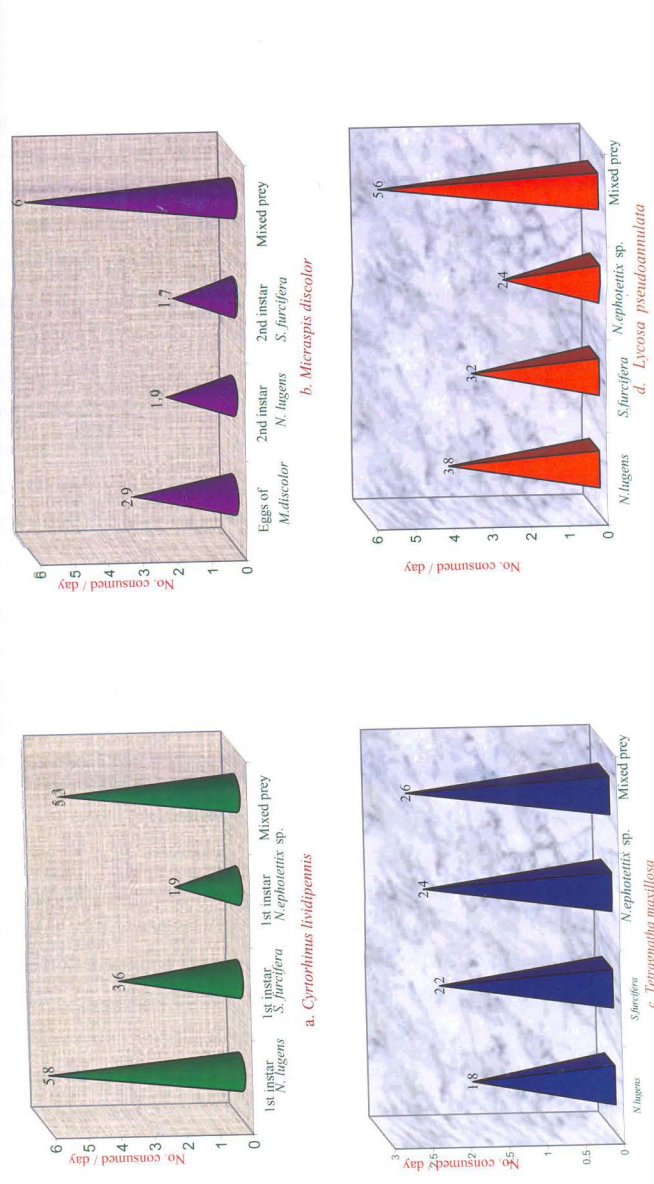 No. consumed / day
6
5
4
3
2
1
0
5.8
3.6
1.9
5.3
1st instar
N. lugens
1st instar
S. furcifera
1st instar
N.ephotettix sp.
Mixed prey
a. Cyrtorhinus lividipennis
No. consumed / day
6
5
4
3
2
1
0
2.9
1.9
1.7
6
Eggs of
M.discolor
2nd instar
N. lugens
2nd instar
S. furcifera
Mixed prey
b. Micraspis discolor
No. consumed / day
3
2.5
2
1.5
1
0.5
0
1.8
2.2
2.4
2.6
N.lugens
S.furcifera
N.ephotettix sp.
Mixed prey
c. Tetragnatha maxillosa
No. consumed / day
6
5
4
3
2
1
0
3.8
3.2
2.4
5.6
N.lugens
S.furcifera
N.ephotettix sp.
Mixed prey
d. Lycosa pseudoannulata